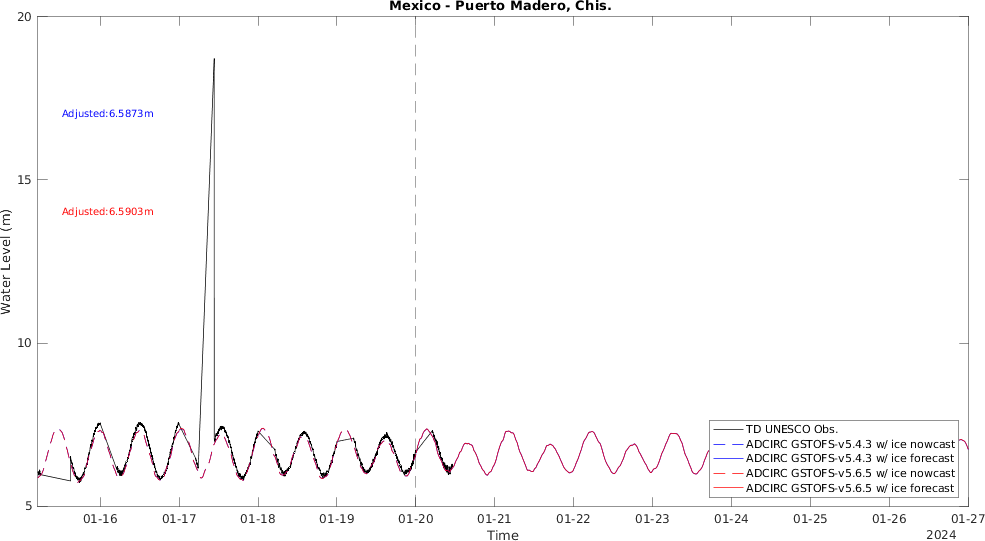 Mexico - Puerto Madero, Chis.
20
15
10
5
Water Level (m)
Adjusted:6.5873m
Adjusted:6.5903m
TD UNESCO Obs.
ADCIRC GSTOFS-v5.4.3 w/ ice nowcast
ADCIRC GSTOFS-v5.4.3 w/ ice forecast
ADCIRC GSTOFS-v5.6.5 w/ ice nowcast
ADCIRC GSTOFS-v5.6.5 w/ ice forecast
01-16 01-17 01-18 01-19 01-20 01-21 01-22 01-23 01-24 01-25 01-26 01-27
Time
2024